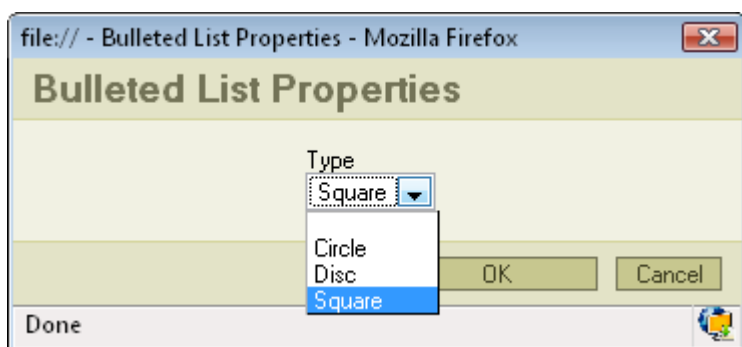 file:// - Bulleted List Properties - Mozilla Firefox
Bulleted List Properties
Type
Square
Circle
Disc
Square
OK
Cancel
Done